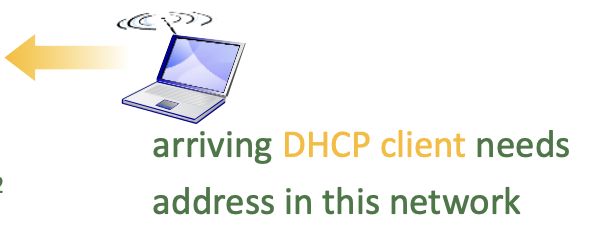 arriving DHCP client needs
address in this network